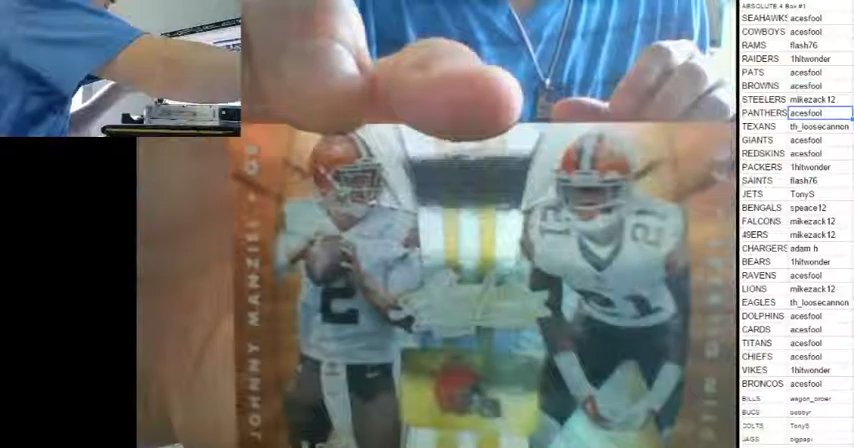 ABSOLUTE 4 Box #1
SEAHAWKS acesfool
COWBOYS acesfool
RAMS flash76
RAIDERS 1hitwonder
PATS acesfool
BROWNS acesfool
STEELERS mikezack12
PANTHERS acesfool
TEXANS th_loosecannon
GIANTS acesfool
REDSKINS acesfool
PACKERS 1hitwonder
SAINTS flash76
JETS TonyS
BENGALS speace12
FALCONS mikezack12
49ERS mikezack12
CHARGERS adam h
BEARS 1hitwonder
RAVENS acesfool
LIONS mikezack12
EAGLES th_loosecannon
DOLPHINS acesfool
CARDS acesfool
TITANS acesfool
CHIEFS acesfool
VIKES 1hitwonder
BRONCOS acesfool
BILLS
BUCS
COLTS TonyS
JAGS
JOHNNY MANZIEL
2
21